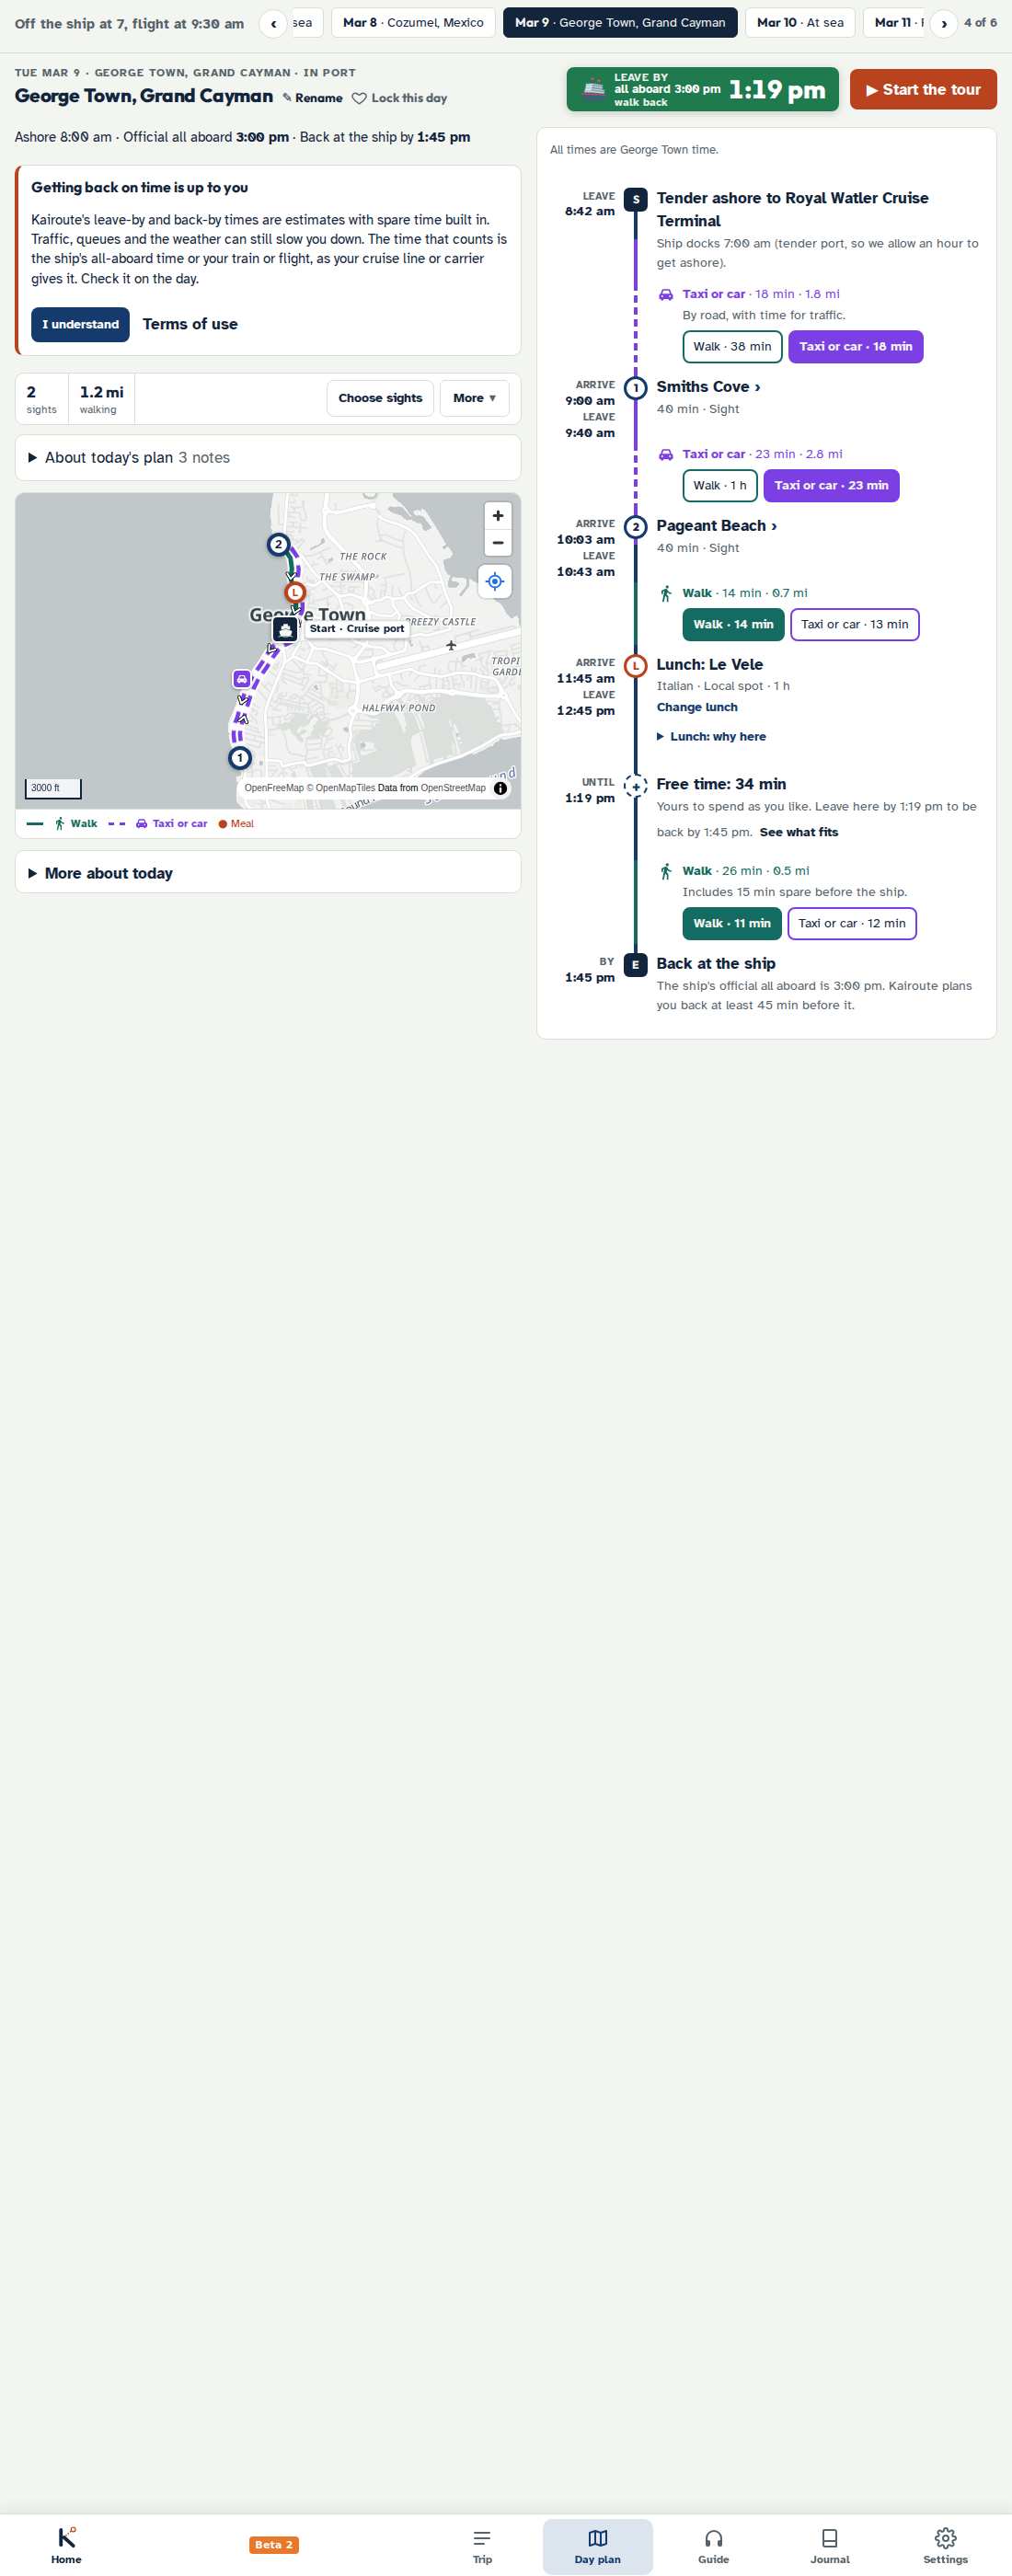 Off the ship at 7, flight at 9:30 am
‹
sea
Mar 8 · Cozumel, Mexico
Mar 9 · George Town, Grand Cayman
Mar 10 · At sea
Mar 11 ·
›
4 of 6
TUE MAR 9 · GEORGE TOWN, GRAND CAYMAN · IN PORT
George Town, Grand Cayman
✎ Rename
Lock this day
LEAVE BY
all aboard 3:00 pm
walk back
1:19 pm
▶ Start the tour
Ashore 8:00 am · Official all aboard 3:00 pm · Back at the ship by 1:45 pm
Getting back on time is up to you
Kairoute's leave-by and back-by times are estimates with spare time built in.
Traffic, queues and the weather can still slow you down. The time that counts is
the ship's all-aboard time or your train or flight, as your cruise line or carrier
gives it. Check it on the day.
I understand
Terms of use
2
sights
1.2 mi
walking
Choose sights
More ▼
▶ About today's plan 3 notes
2
THE ROCK
THE SWAMP
L
George Town
BREEZY CASTLE
Start · Cruise port
TROPI
GARDE
HALFWAY POND
1
+
−
3000 ft
OpenFreeMap © OpenMapTiles Data from OpenStreetMap
Walk
Taxi or car
Meal
▶ More about today
All times are George Town time.
LEAVE
8:42 am
S
Tender ashore to Royal Watler Cruise
Terminal
Ship docks 7:00 am (tender port, so we allow an hour to
get ashore).
Taxi or car · 18 min · 1.8 mi
By road, with time for traffic.
Walk · 38 min
Taxi or car · 18 min
ARRIVE
9:00 am
LEAVE
9:40 am
1
Smiths Cove ›
40 min · Sight
Taxi or car · 23 min · 2.8 mi
Walk · 1 h
Taxi or car · 23 min
ARRIVE
10:03 am
LEAVE
10:43 am
2
Pageant Beach ›
40 min · Sight
Walk · 14 min · 0.7 mi
Walk · 14 min
Taxi or car · 13 min
ARRIVE
11:45 am
LEAVE
12:45 pm
L
Lunch: Le Vele
Italian · Local spot · 1 h
Change lunch
▶ Lunch: why here
UNTIL
1:19 pm
+
Free time: 34 min
Yours to spend as you like. Leave here by 1:19 pm to be
back by 1:45 pm. See what fits
Walk · 26 min · 0.5 mi
Includes 15 min spare before the ship.
Walk · 11 min
Taxi or car · 12 min
BY
1:45 pm
E
Back at the ship
The ship's official all aboard is 3:00 pm. Kairoute plans
you back at least 45 min before it.
Home
Beta 2
Trip
Day plan
Guide
Journal
Settings